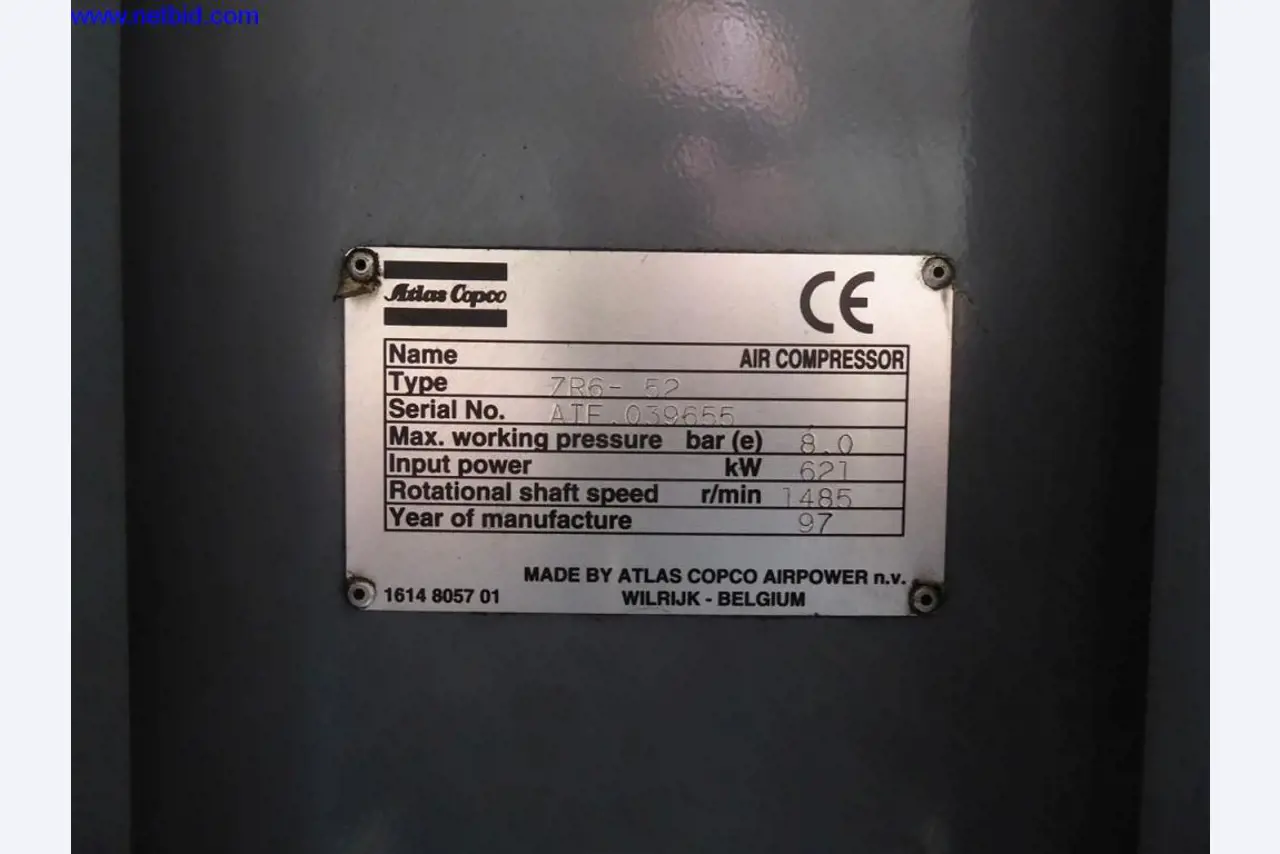 www.netbid.com
Atlas Copco
CE
Name AIR COMPRESSOR
Type ZR6- 52
Serial No. AIF.039655
Max. working pressure bar (e) 8.0
Input power kW 621
Rotational shaft speed r/min 1485
Year of manufacture 97
MADE BY ATLAS COPCO AIRPOWER n.v.
1614 8057 01 WILRIJK - BELGIUM